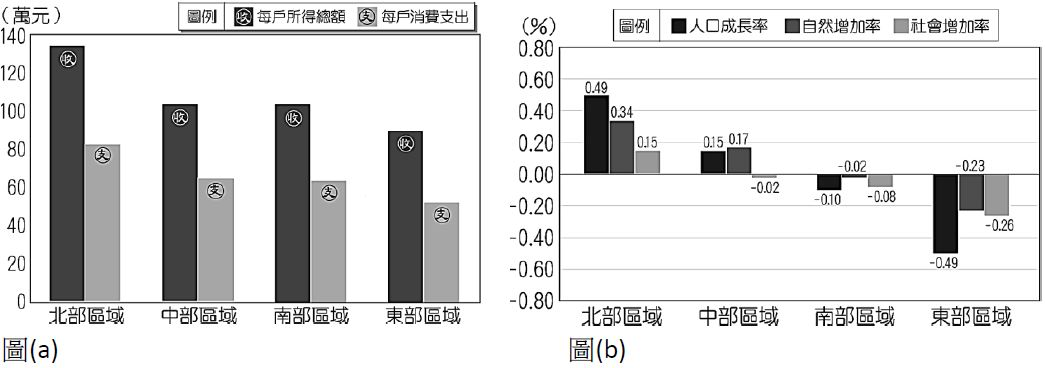 (萬元)
圖例 收 每戶所得總額 支 每戶消費支出
140
120
100
80
60
40
20
0
收
支
收
支
收
支
收
支
北部區域 中部區域 南部區域 東部區域
圖(a)
(%)
圖例 人口成長率 自然增加率 社會增加率
0.80
0.60
0.40
0.20
0.00
-0.20
-0.40
-0.60
-0.80
0.49
0.34
0.15
0.15
0.17
-0.02
-0.10
-0.02
-0.08
-0.49
-0.23
-0.26
北部區域 中部區域 南部區域 東部區域
圖(b)